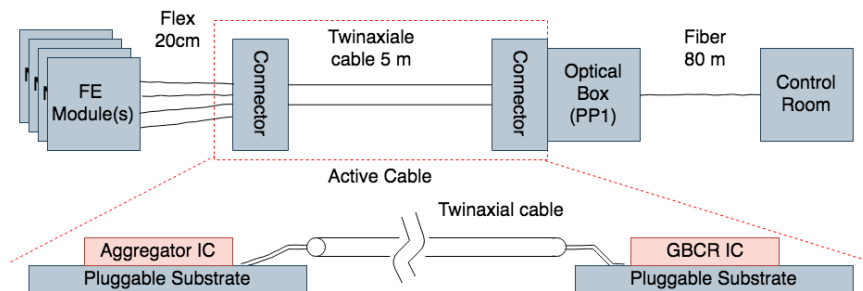 Flex
20cm
FE
Module(s)
Connector
Twinaxiale
cable 5 m
Connector
Optical
Box
(PP1)
Fiber
80 m
Control
Room
Active Cable
Twinaxial cable
Aggregator IC
Pluggable Substrate
GBCR IC
Pluggable Substrate